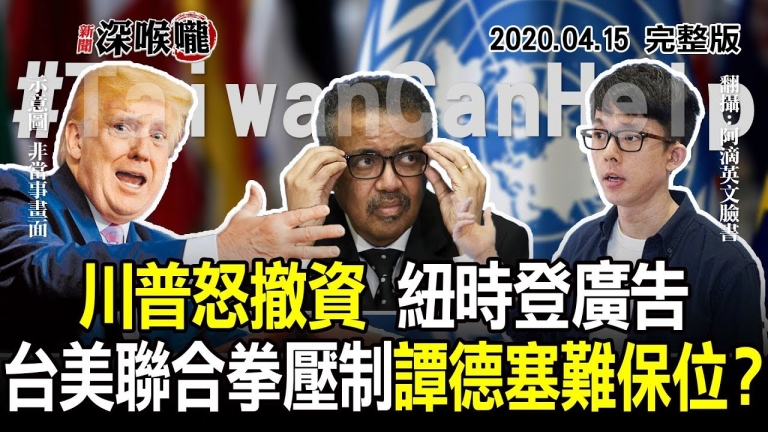 新聞深喉嚨
2020.04.15 完整版
#TaiwanCanHelp
示意圖 非當事畫面
翻攝：阿滴英文臉書
川普怒撤資 紐時登廣告
台美聯合拳壓制譚德塞難保位？